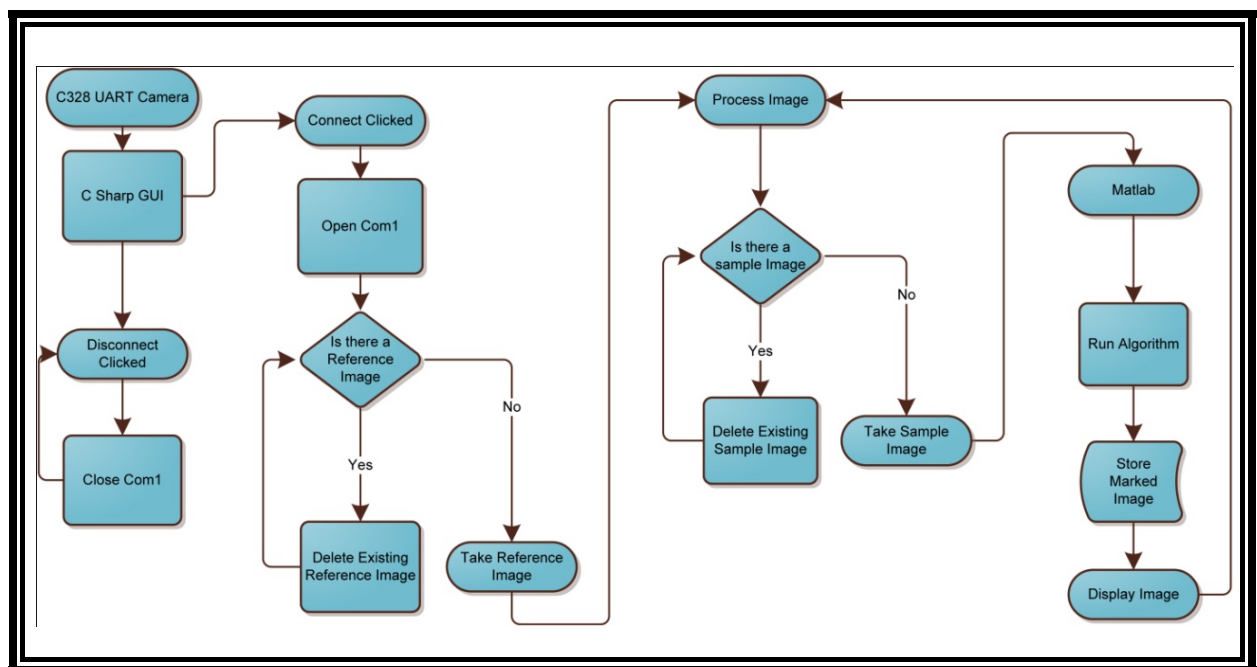 C328 UART Camera
C Sharp GUI
Disconnect
Clicked
Close Com1
Connect Clicked
Open Com1
Is there a
Reference
Image
Yes
No
Delete Existing
Reference Image
Take Reference
Image
Process Image
Is there a
sample Image
Yes
No
Delete Existing
Sample Image
Take Sample
Image
Matlab
Run Algorithm
Store
Marked
Image
Display Image